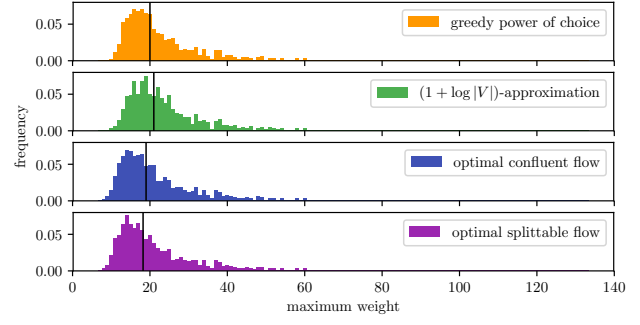 greedy power of choice
0.05
0.00
(1 + log |V|)-approximation
0.05
0.00
frequency
optimal confluent flow
0.05
0.00
optimal splittable flow
0.05
0.00
0 20 40 60 80 100 120 140
maximum weight